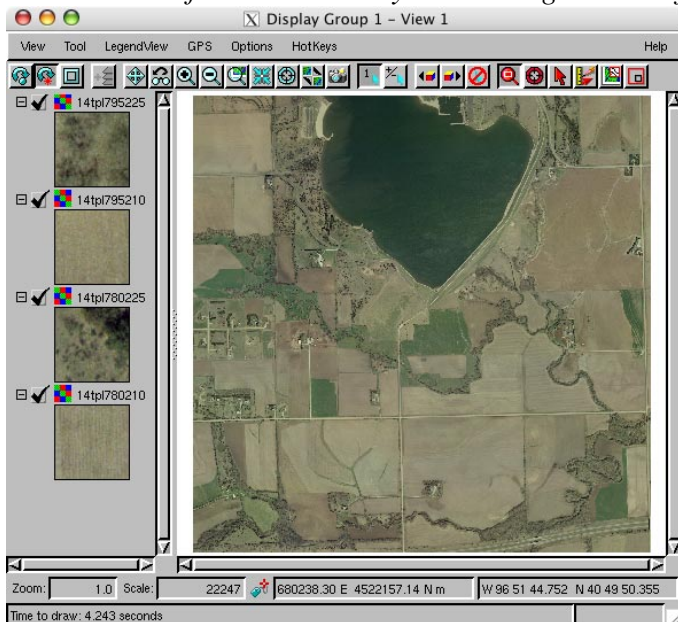 Display Group 1 – View 1
View Tool LegendView GPS Options HotKeys Help
1
14tpl795225
14tpl795210
14tpl780225
14tpl780210
Zoom: 1.0 Scale: 22247 680238.30 E 4522157.14 N m W 96 51 44.752 N 40 49 50.355
Time to draw: 4.243 seconds